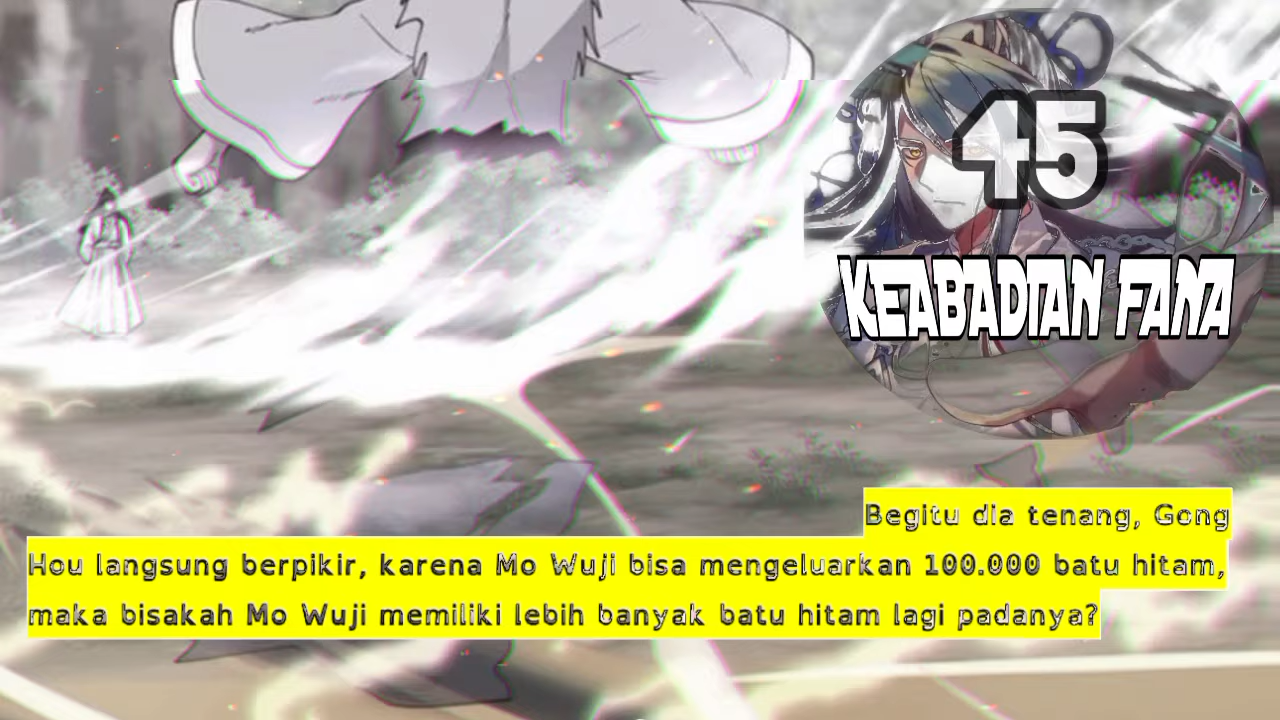 45
KEABADIAN FANA
Begitu dia tenang, Gong
Hou langsung berpikir, karena Mo Wuji bisa mengeluarkan 100.000 batu hitam,
maka bisakah Mo Wuji memiliki lebih banyak batu hitam lagi padanya?